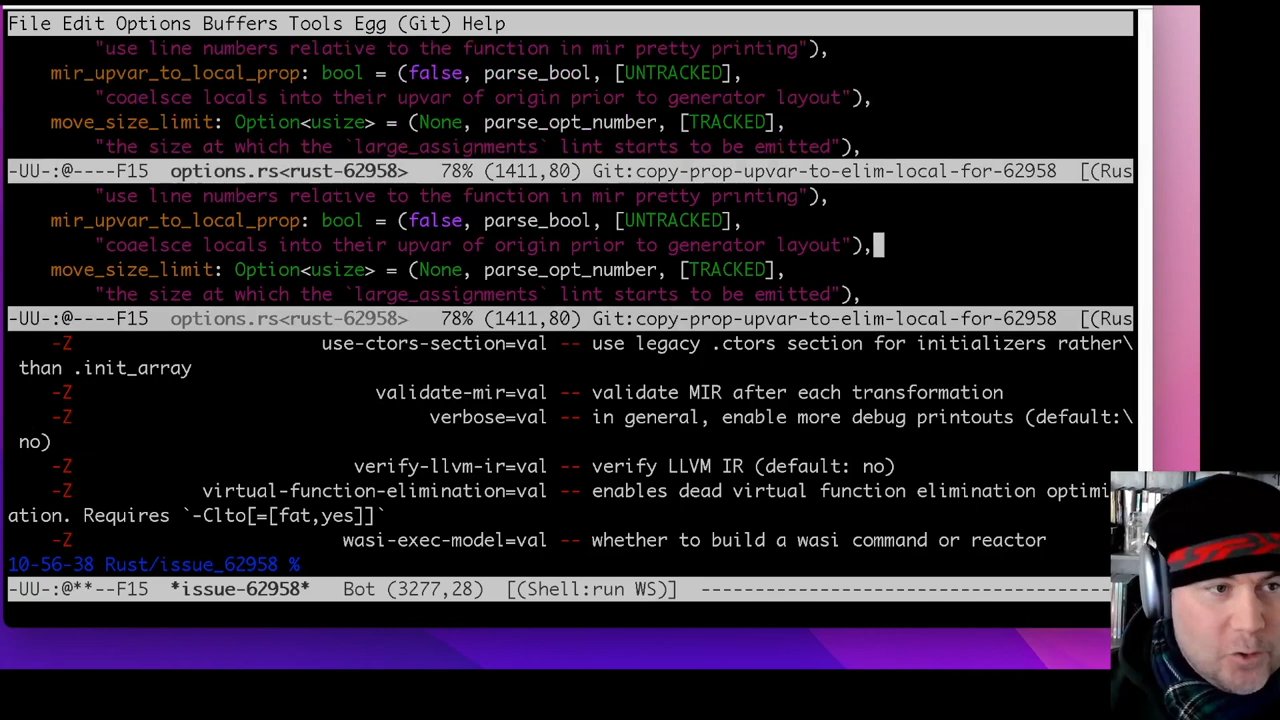 File Edit Options Buffers Tools Egg (Git) Help
"use line numbers relative to the function in mir pretty printing"),
mir_upvar_to_local_prop: bool = (false, parse_bool, [UNTRACKED],
"coaelsce locals into their upvar of origin prior to generator layout"),
move_size_limit: Option<usize> = (None, parse_opt_number, [TRACKED],
"the size at which the `large_assignments` lint starts to be emitted"),
-UU-:@----F15 options.rs<rust-62958> 78% (1411,80) Git:copy-prop-upvar-to-elim-local-for-62958 [(Rus
"use line numbers relative to the function in mir pretty printing"),
mir_upvar_to_local_prop: bool = (false, parse_bool, [UNTRACKED],
"coaelsce locals into their upvar of origin prior to generator layout"),
move_size_limit: Option<usize> = (None, parse_opt_number, [TRACKED],
"the size at which the `large_assignments` lint starts to be emitted"),
-UU-:@----F15 options.rs<rust-62958> 78% (1411,80) Git:copy-prop-upvar-to-elim-local-for-62958 [(Rus
-Z use-ctors-section=val -- use legacy .ctors section for initializers rather\
than .init_array
-Z validate-mir=val -- validate MIR after each transformation
-Z verbose=val -- in general, enable more debug printouts (default:\
no)
-Z verify-llvm-ir=val -- verify LLVM IR (default: no)
-Z virtual-function-elimination=val -- enables dead virtual function elimination optimi
ation. Requires `-Clto[=[fat,yes]]`
-Z wasi-exec-model=val -- whether to build a wasi command or reactor
10-56-38 Rust/issue_62958 %
-UU-:@**--F15 *issue-62958* Bot (3277,28) [(Shell:run WS)] --------------------------------------